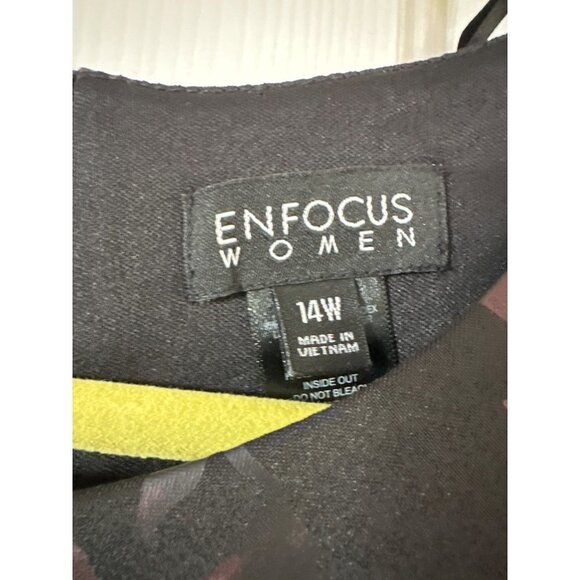 ENFOCUS
WOMEN
14W
MADE IN
VIETNAM
INSIDE OUT
DO NOT BLEACH